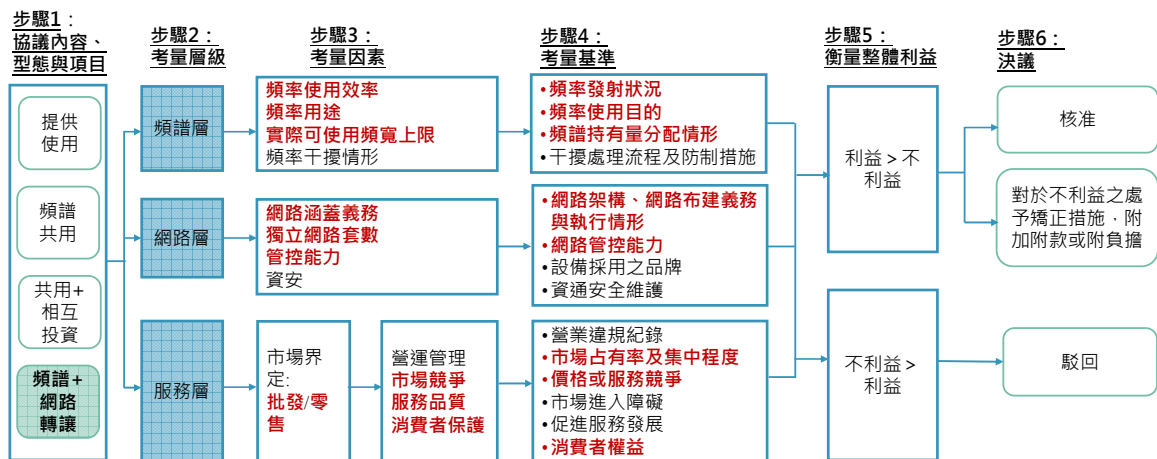 步驟1：
協議內容、
型態與項目
提供
使用
頻譜
共用
共用+
相互
投資
頻譜+
網路
轉讓
步驟2：
考量層級
頻譜層
網路層
服務層
步驟3：
考量因素
頻率使用效率
頻率用途
實際可使用頻寬上限
頻率干擾情形
網路涵蓋義務
獨立網路套數
管控能力
資安
市場界
定:
批發/零
售
營運管理
市場競爭
服務品質
消費者保護
步驟4：
考量基準
•頻率發射狀況
•頻率使用目的
•頻譜持有量分配情形
•干擾處理流程及防制措施
•網路架構、網路布建義務
與執行情形
•網路管控能力
•設備採用之品牌
•資通安全維護
•營業違規紀錄
•市場占有率及集中程度
•價格或服務競爭
•市場進入障礙
•促進服務發展
•消費者權益
步驟5：
衡量整體利益
利益 > 不
利益
不利益 >
利益
步驟6：
決議
核准
對於不利益之處
予矯正措施，附
加附款或附負擔
駁回